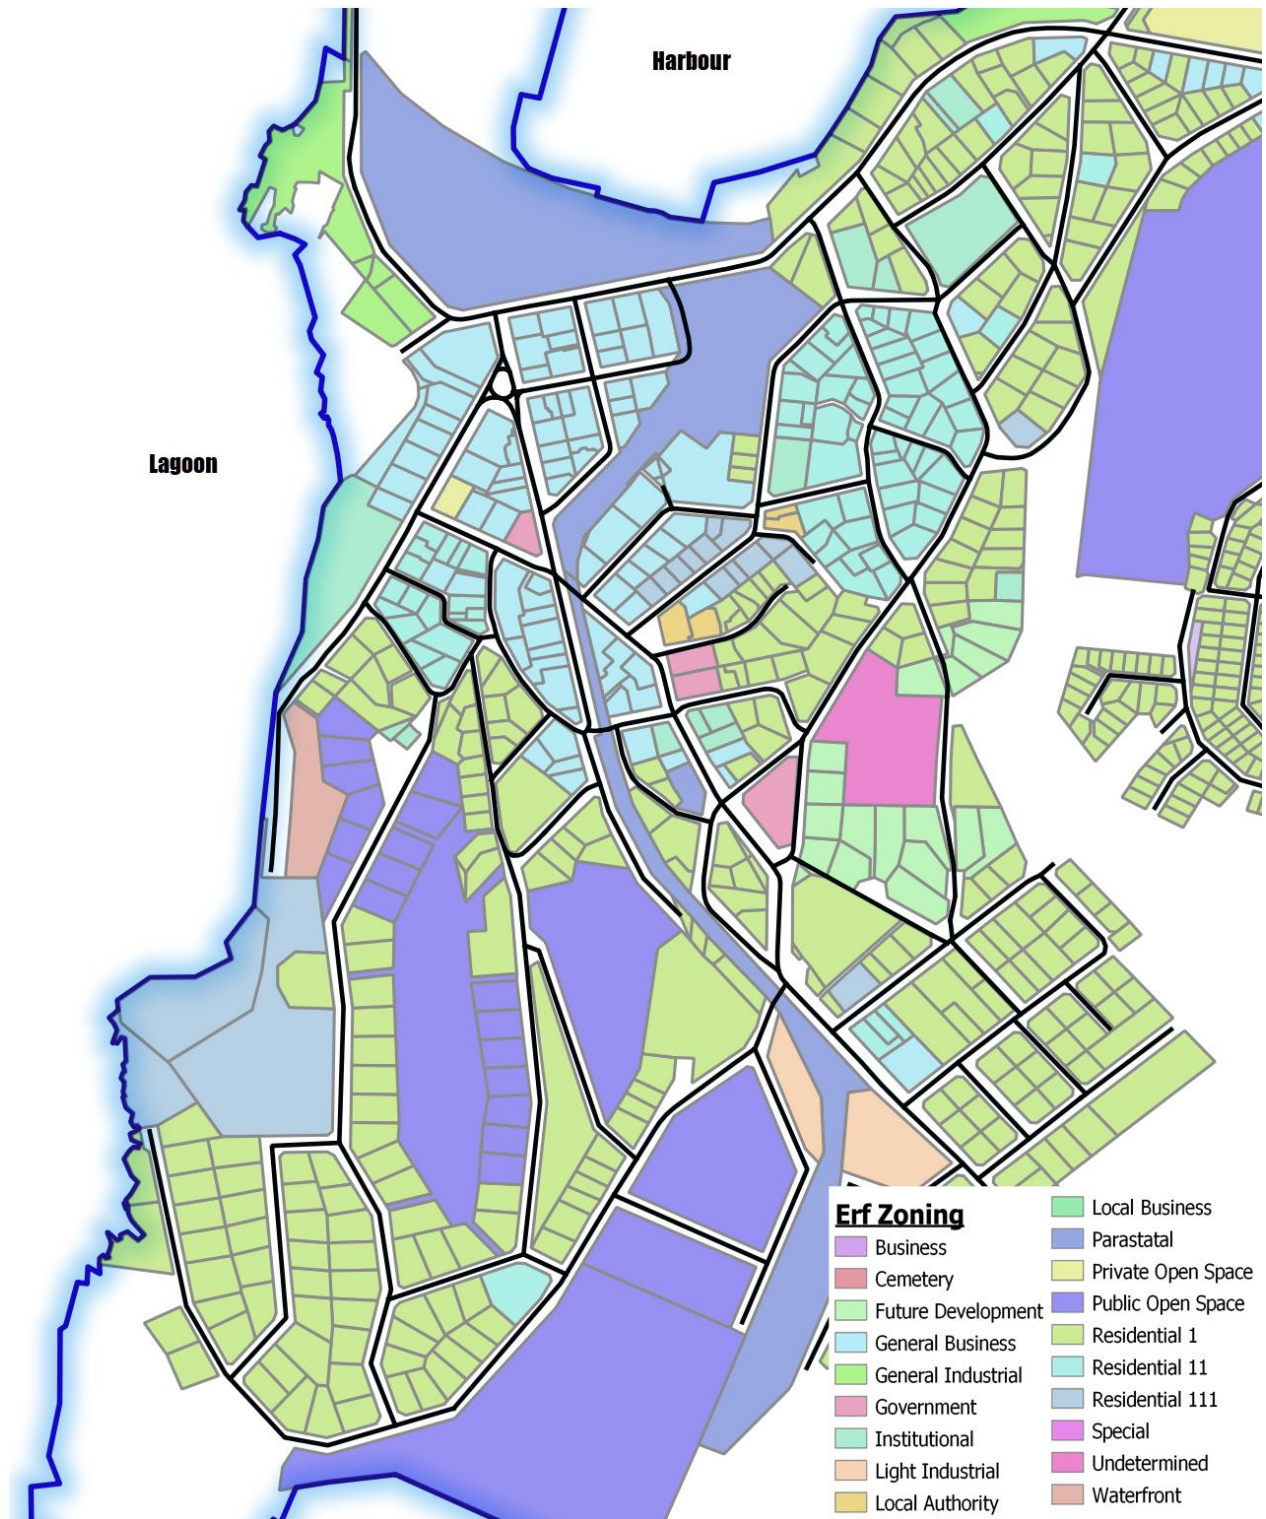 Harbour
Lagoon
Erf Zoning
Business
Cemetery
Future Development
General Business
General Industrial
Government
Institutional
Light Industrial
Local Authority
Local Business
Parastatal
Private Open Space
Public Open Space
Residential 1
Residential 11
Residential 111
Special
Undetermined
Waterfront